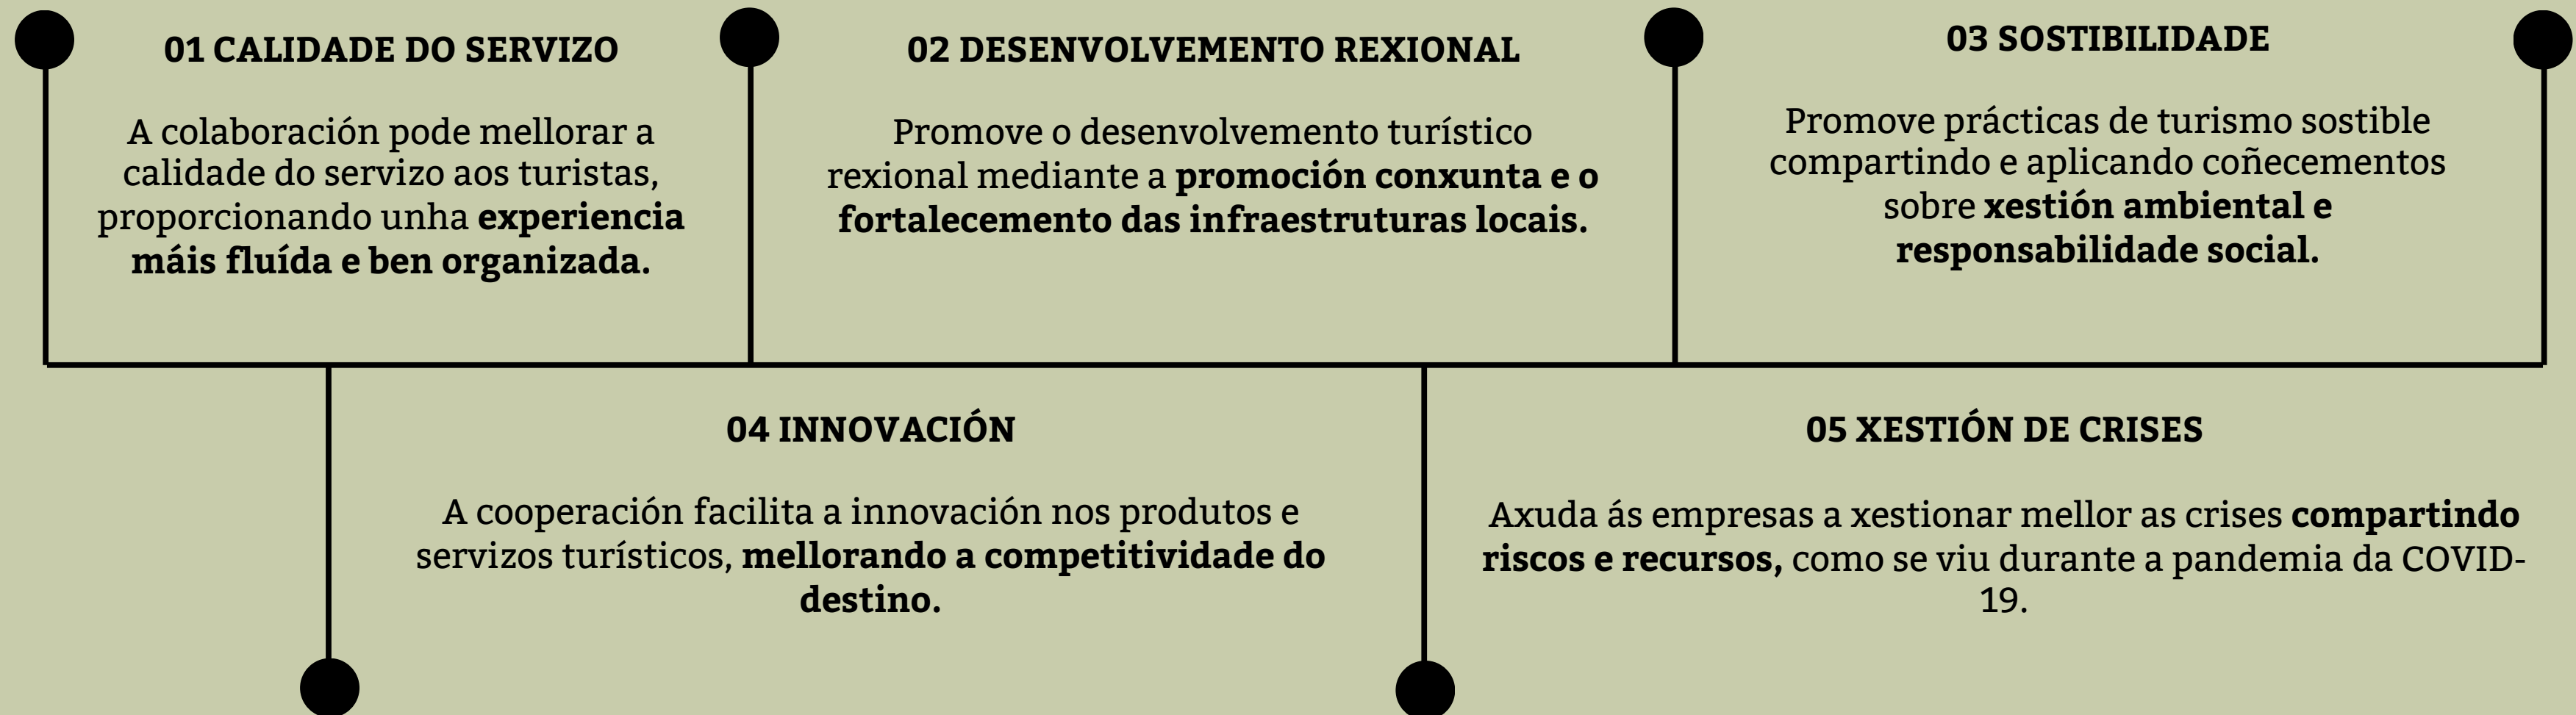 01 CALIDADE DO SERVIZO
A colaboración pode mellorar a
calidade do servizo aos turistas,
proporcionando unha experiencia
máis fluída e ben organizada.
02 DESENVOLVEMENTO REXIONAL
Promove o desenvolvemento turístico
rexional mediante a promoción conxunta e o
fortalecemento das infraestruturas locais.
03 SOSTIBILIDADE
Promove prácticas de turismo sostible
compartindo e aplicando coñecementos
sobre xestión ambiental e
responsabilidade social.
04 INNOVACIÓN
A cooperación facilita a innovación nos produtos e
servizos turísticos, mellorando a competitividade do
destino.
05 XESTIÓN DE CRISES
Axuda ás empresas a xestionar mellor as crises compartindo
riscos e recursos, como se viu durante a pandemia da COVID-
19.